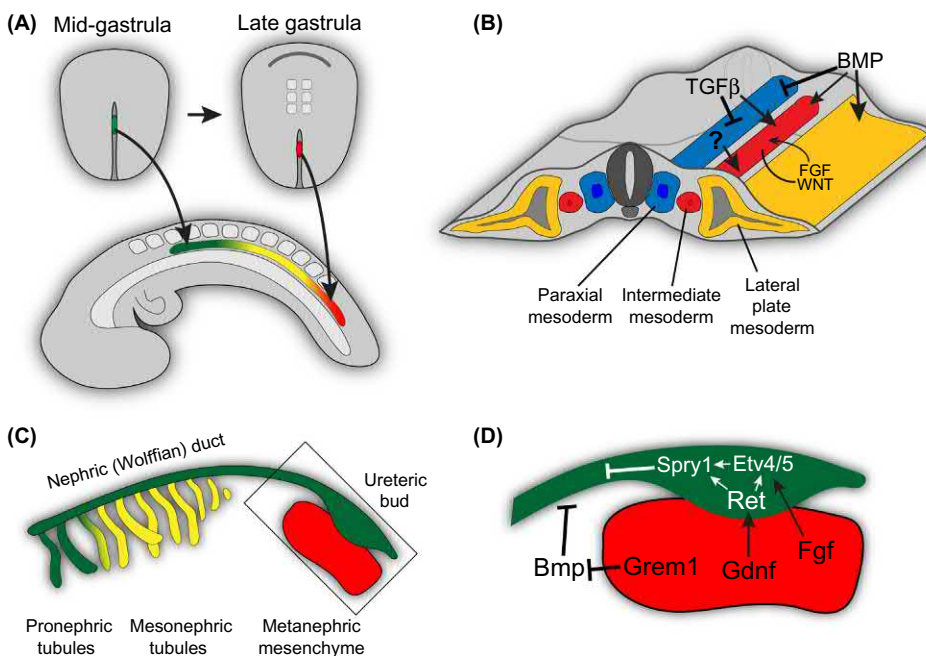 (A)
Mid-gastrula
Late gastrula
(B)
BMP
TGFβ
?
FGF
WNT
Paraxial
mesoderm
Intermediate
mesoderm
Lateral
plate
mesoderm
(C)
Nephric (Wolffian) duct
Ureteric
bud
Pronephric
tubules
Mesonephric
tubules
Metanephric
mesenchyme
(D)
Spry1
Etv4/5
Ret
Bmp
Grem1
Gdnf
Fgf